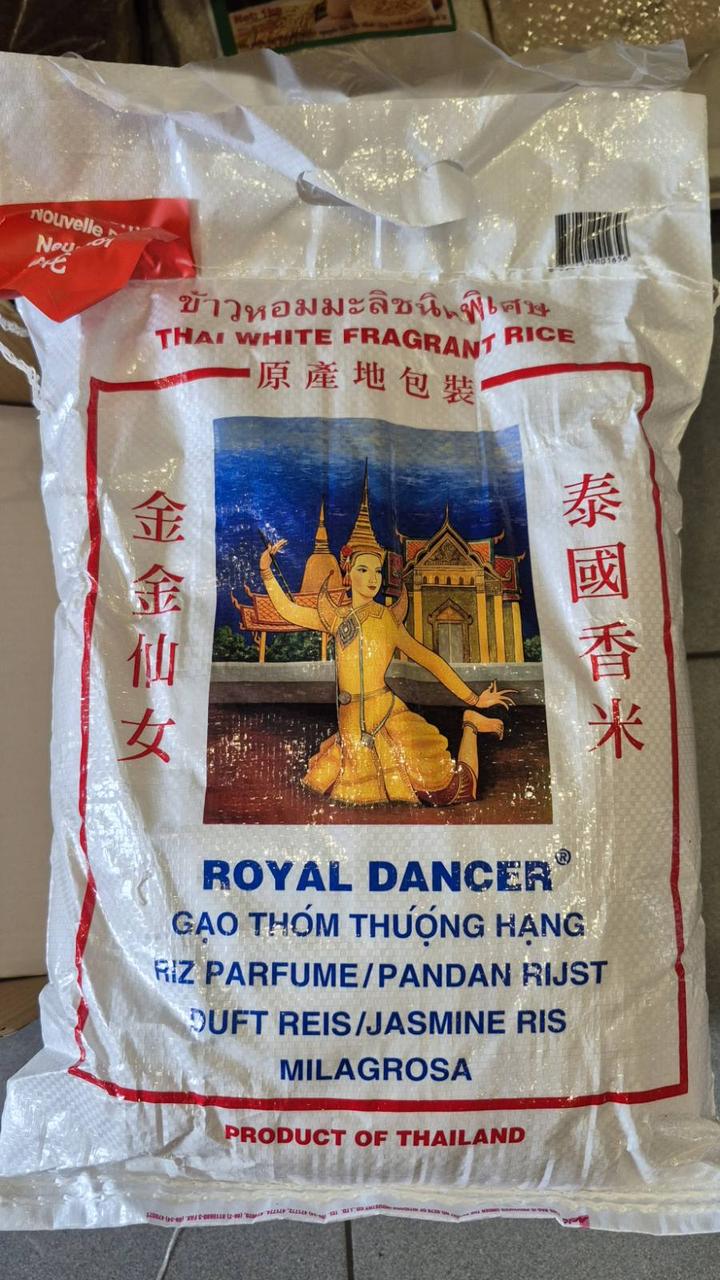 Nouvelle
ข้าวหอมมะลิชนิดพิเศษ
THAI WHITE FRAGRANT RICE
原產地包裝
金金仙女
泰國香米
ROYAL DANCER®
GẠO THÓM THƯỢNG HẠNG
RIZ PARFUME/PANDAN RIJST
DUFT REIS/JASMINE RIS
MILAGROSA
PRODUCT OF THAILAND